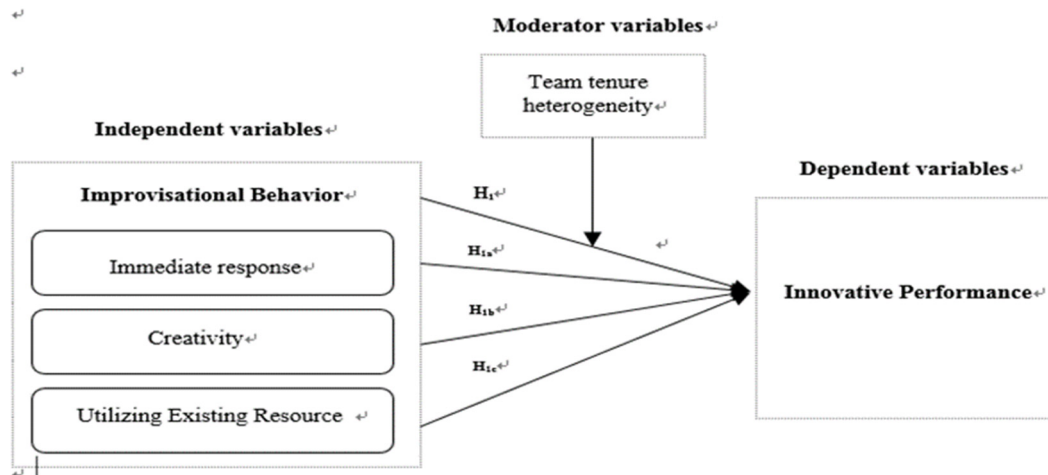 Moderator variables
Team tenure
heterogeneity
Independent variables
Dependent variables
Improvisational Behavior
H1
Immediate response
H1a
Innovative Performance
H1b
Creativity
H1c
Utilizing Existing Resource